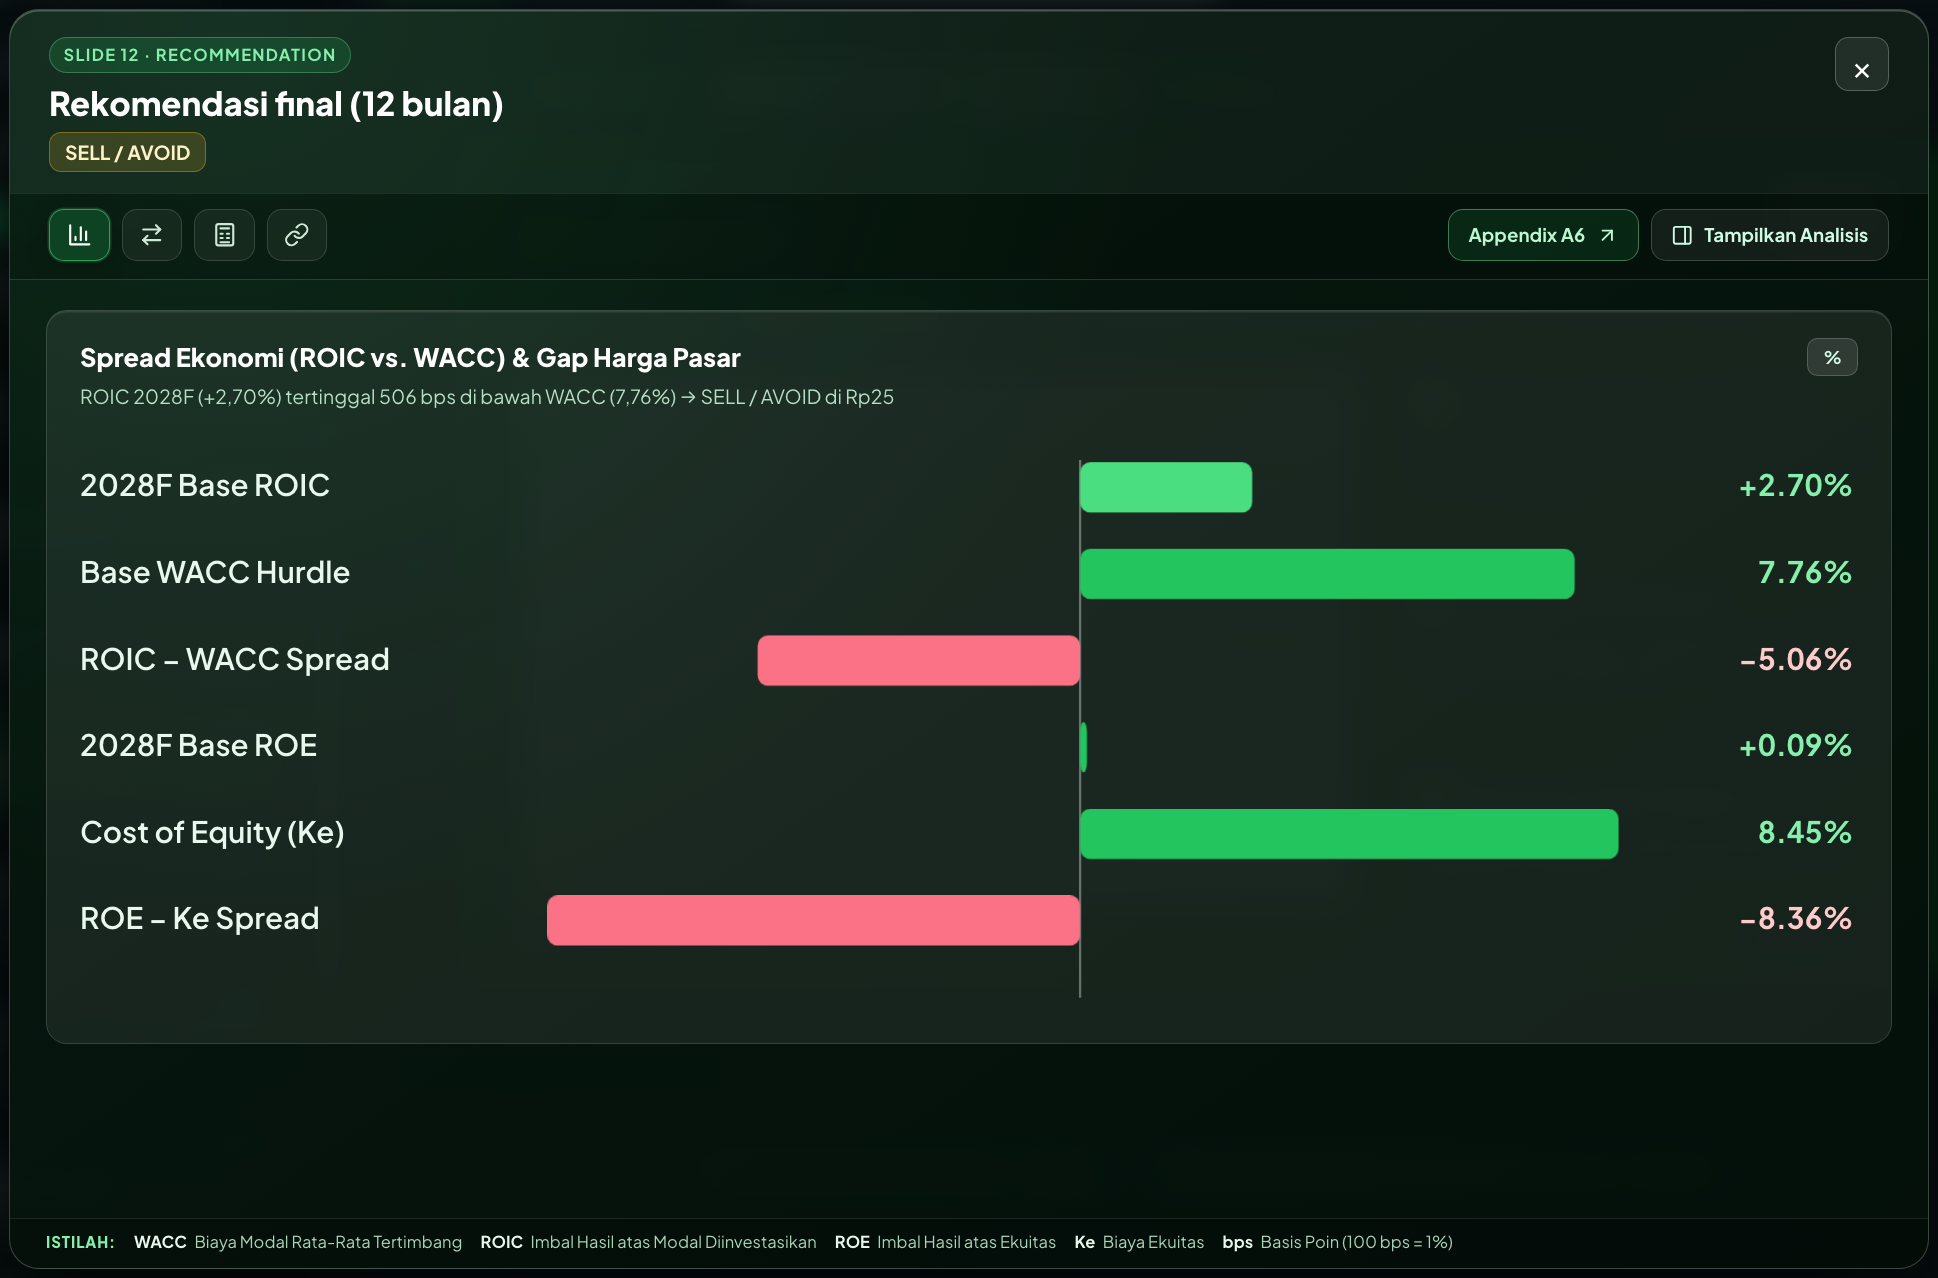 SLIDE 12 · RECOMMENDATION
Rekomendasi final (12 bulan)
SELL / AVOID
Appendix A6
Tampilkan Analisis
Spread Ekonomi (ROIC vs. WACC) & Gap Harga Pasar
%
ROIC 2028F (+2,70%) tertinggal 506 bps di bawah WACC (7,76%) → SELL / AVOID di Rp25
2028F Base ROIC +2.70%
Base WACC Hurdle 7.76%
ROIC – WACC Spread −5.06%
2028F Base ROE +0.09%
Cost of Equity (Ke) 8.45%
ROE – Ke Spread −8.36%
ISTILAH: WACC Biaya Modal Rata-Rata Tertimbang ROIC Imbal Hasil atas Modal Diinvestasikan ROE Imbal Hasil atas Ekuitas Ke Biaya Ekuitas bps Basis Poin (100 bps = 1%)